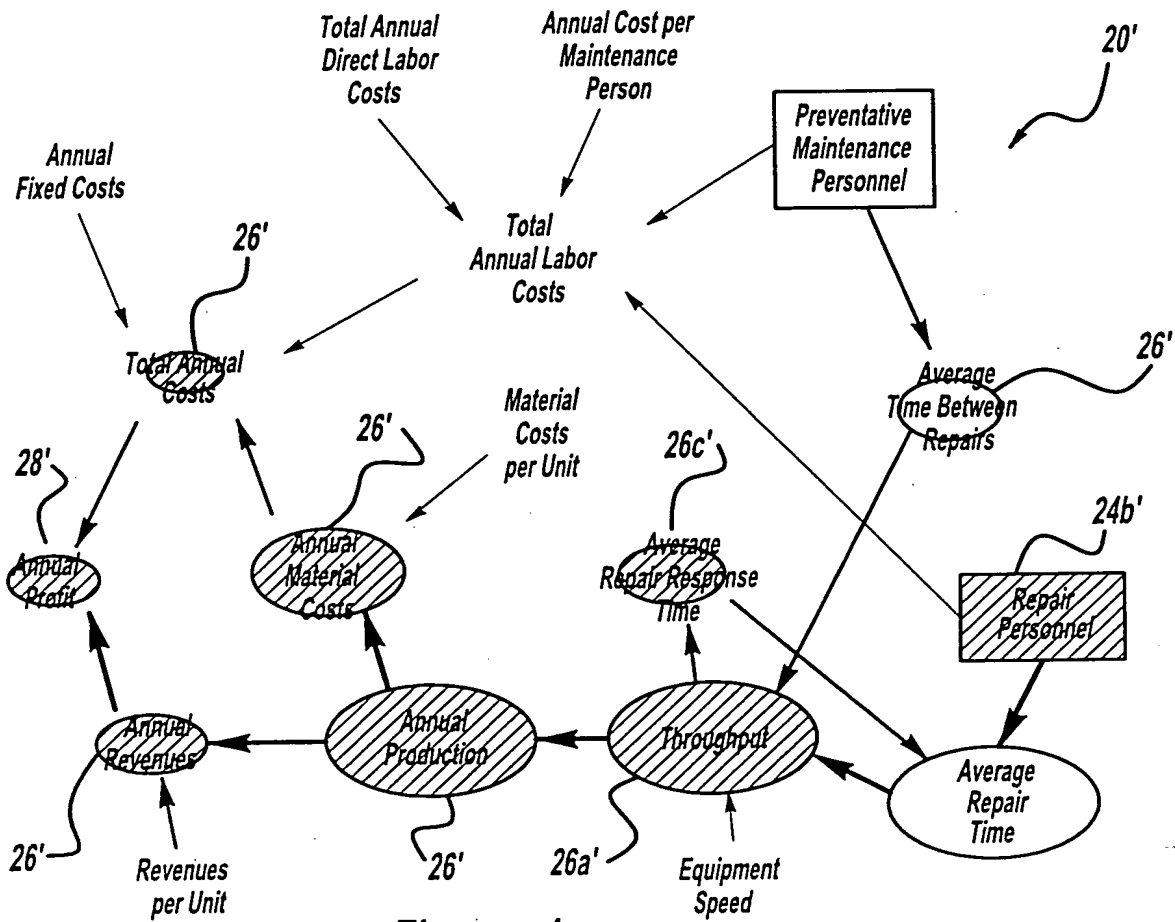 Total Annual
Direct Labor
Costs
Annual Cost per
Maintenance
Person
20'
Preventative
Maintenance
Personnel
Annual
Fixed Costs
26'
Total
Annual Labor
Costs
Total Annual
Costs
Average
Time Between
Repairs
26'
Material
Costs
per Unit
26'
26c'
28'
24b'
Annual
Profit
Annual
Material
Costs
Average
Repair Response
Time
Repair
Personnel
Annual
Revenues
Annual
Production
Throughput
Average
Repair
Time
26'
Revenues
per Unit
26'
26a'
Equipment
Speed